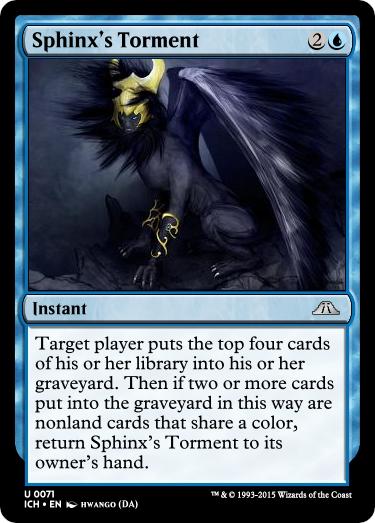 Sphinx's Torment 2
Instant
Target player puts the top four cards
of his or her library into his or her
graveyard. Then if two or more cards
put into the graveyard in this way are
nonland cards that share a color,
return Sphinx's Torment to its
owner's hand.
U 0071
ICH • EN HWANGO (DA)
™ & © 1993-2015 Wizards of the Coast